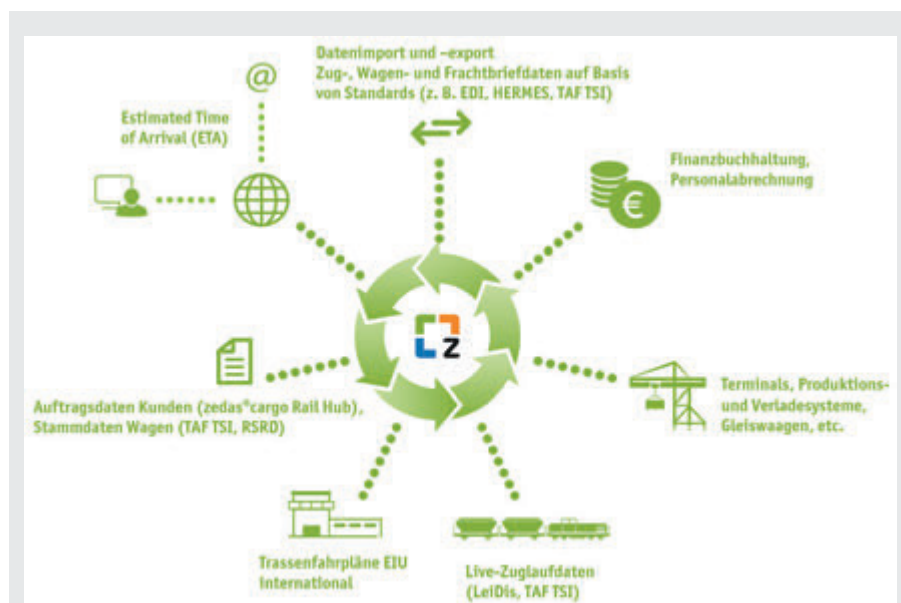 Datenimport und –export
Zug-, Wagen- und Frachtbriefdaten auf Basis
von Standards (z. B. EDI, HERMES, TAF TSI)
@
Estimated Time
of Arrival (ETA)
Finanzbuchhaltung,
Personalabrechnung
€
z
Auftragsdaten Kunden (zedas®cargo Rail Hub),
Stammdaten Wagen (TAF TSI, RSRD)
Terminals, Produktions-
und Verladesysteme,
Gleiswaagen, etc.
Trassenfahrpläne EIU
International
Live-Zuglaufdaten
(LeiDis, TAF TSI)